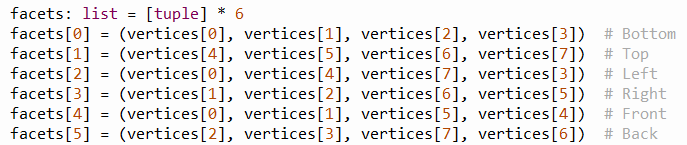 facets: list = [tuple] * 6
facets[0] = (vertices[0], vertices[1], vertices[2], vertices[3])  # Bottom
facets[1] = (vertices[4], vertices[5], vertices[6], vertices[7])  # Top
facets[2] = (vertices[0], vertices[4], vertices[7], vertices[3])  # Left
facets[3] = (vertices[1], vertices[2], vertices[6], vertices[5])  # Right
facets[4] = (vertices[0], vertices[1], vertices[5], vertices[4])  # Front
facets[5] = (vertices[2], vertices[3], vertices[7], vertices[6])  # Back